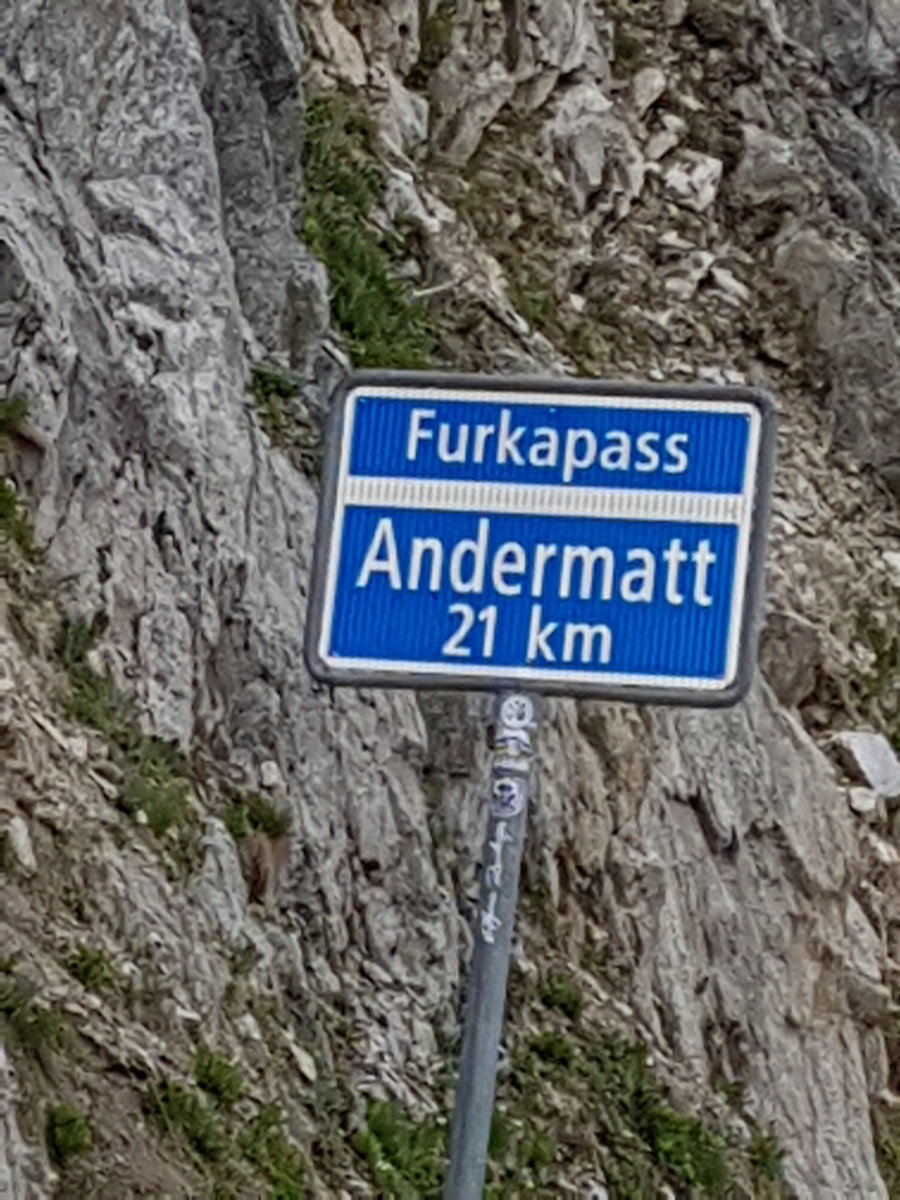 Furkapass
Andermatt
21 km